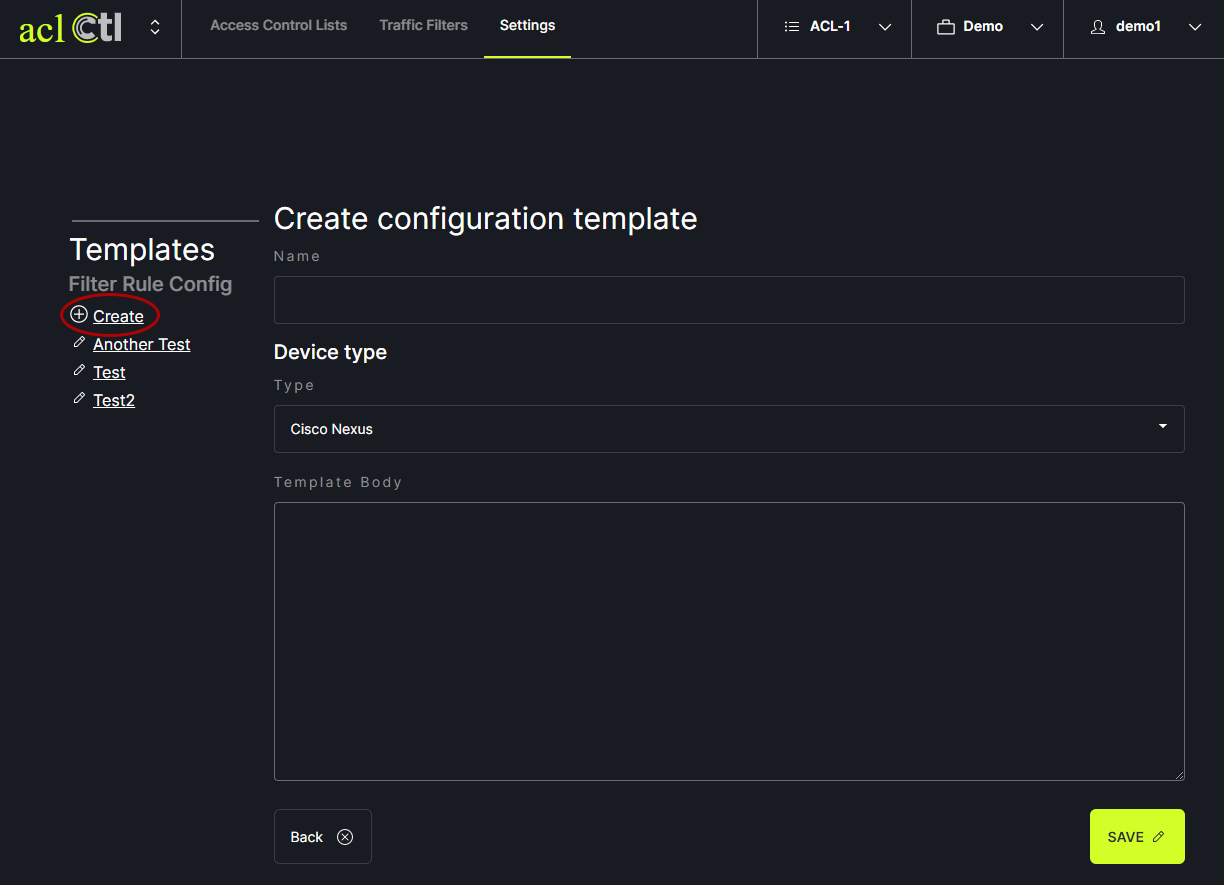 acl Ctl
Access Control Lists
Traffic Filters
Settings
ACL-1
Demo
demo1
Templates
Filter Rule Config
Create
Another Test
Test
Test2
Create configuration template
Name
Device type
Type
Cisco Nexus
Template Body
Back
SAVE